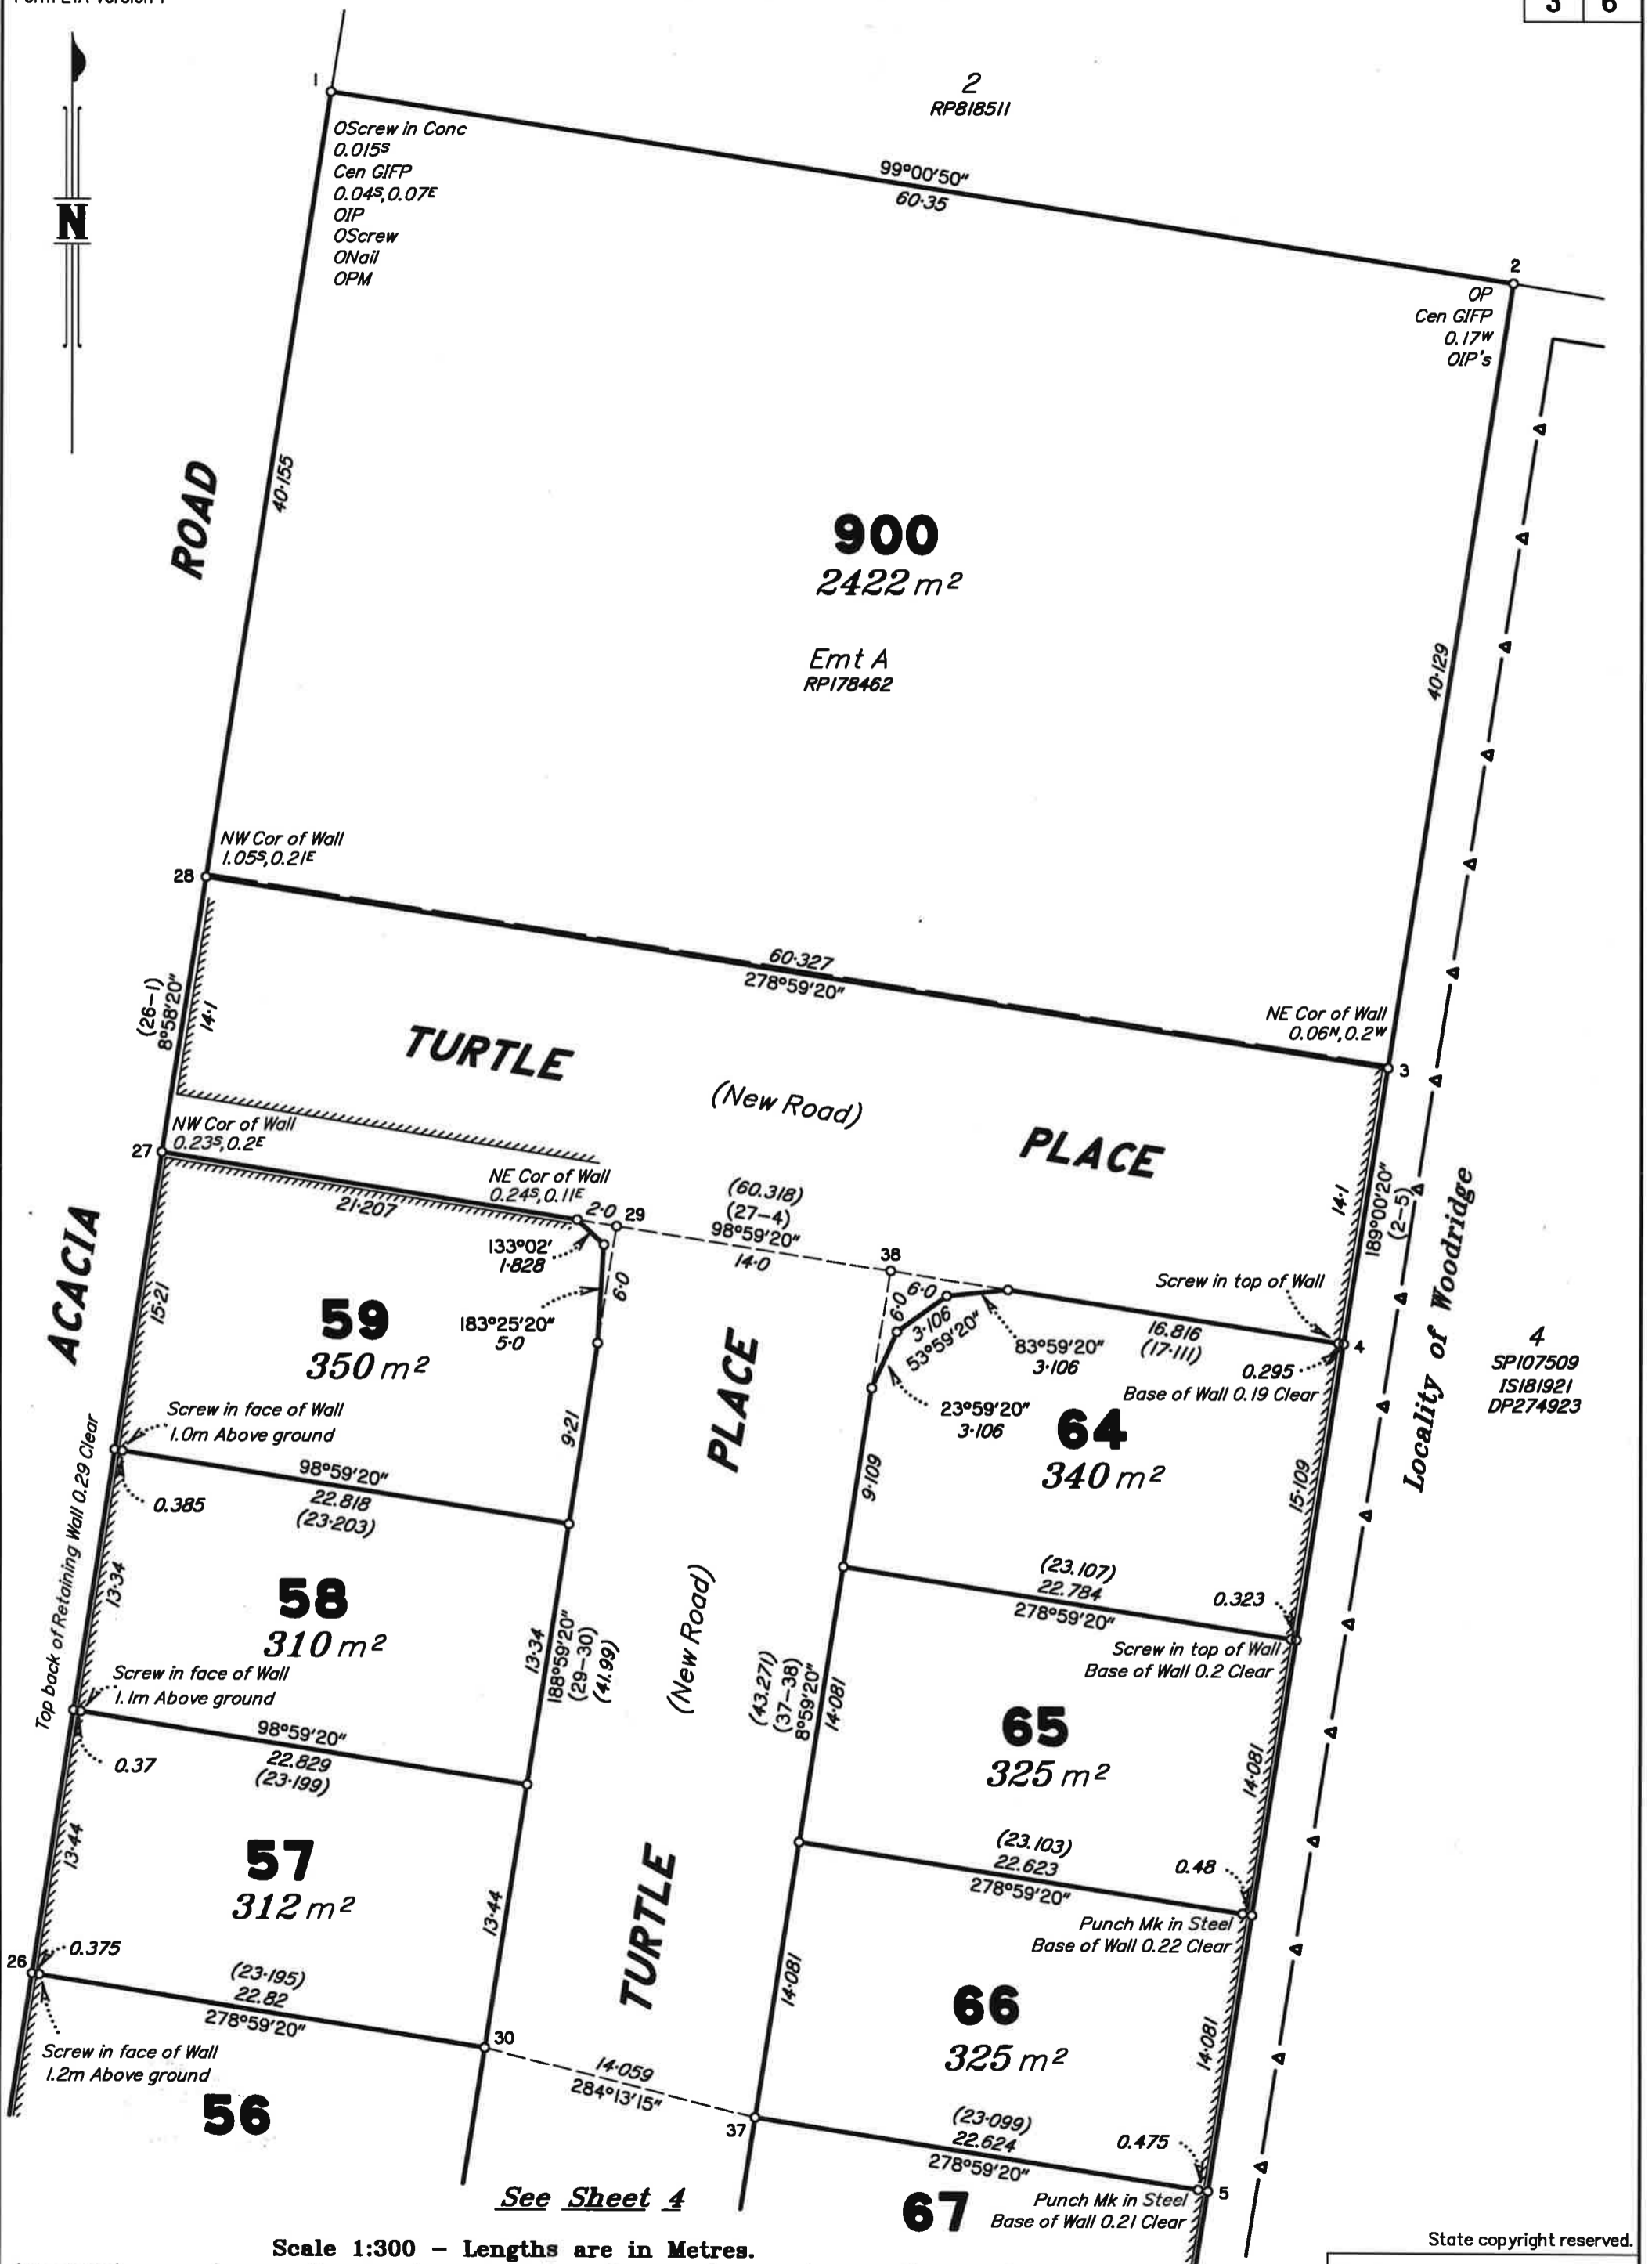 3 6
N
1
2
RP818511
OScrew in Conc
0.015S
Cen GIFP
0.04S,0.07E
OIP
OScrew
ONail
OPM
99°00'50"
60·35
2
OP
Cen GIFP
0.17W
OIP's
ROAD
40·155
900
2422 m²
Emt A
RP178462
40·129
NW Cor of Wall
1.05S,0.21E
28
60·327
278°59'20"
(26-1)
8°58'20"
14·1
NE Cor of Wall
0.06N,0.2W
3
TURTLE
(New Road)
PLACE
NW Cor of Wall
0.23S,0.2E
27
21·207
NE Cor of Wall
0.24S,0.11E
2·0
29
(60.318)
(27-4)
98°59'20"
14·0
38
14·1
189°00'20"
(2-5)
Locality of Woodridge
133°02'
1·828
6·0
183°25'20"
5·0
6·0
6·0
3·106
53°59'20"
83°59'20"
3·106
23°59'20"
3·106
Screw in top of Wall
16.816
(17·111)
0.295
4
Base of Wall 0.19 Clear
4
SP107509
IS181921
DP274923
ACACIA
15·21
59
350 m²
9·21
PLACE
9·109
64
340 m²
15·109
Screw in face of Wall
1.0m Above ground
Top back of Retaining Wall 0.29 Clear
0.385
98°59'20"
22.818
(23·203)
13·34
58
310 m²
13·34
188°59'20"
(29-30)
(41.99)
(New Road)
(43.271)
(37-38)
8°59'20"
14·081
(23.107)
22.784
278°59'20"
0.323
Screw in top of Wall
Base of Wall 0.2 Clear
65
325 m²
14·081
Screw in face of Wall
1.1m Above ground
0.37
98°59'20"
22.829
(23·199)
13·44
57
312 m²
13·44
TURTLE
(23.103)
22.623
278°59'20"
0.48
Punch Mk in Steel
Base of Wall 0.22 Clear
14·081
66
325 m²
14·081
26
0.375
(23·195)
22.82
278°59'20"
Screw in face of Wall
1.2m Above ground
56
30
14·059
284°13'15"
37
(23·099)
22.624
278°59'20"
0.475
5
67
Punch Mk in Steel
Base of Wall 0.21 Clear
See Sheet 4
Scale 1:300 – Lengths are in Metres.
State copyright reserved.